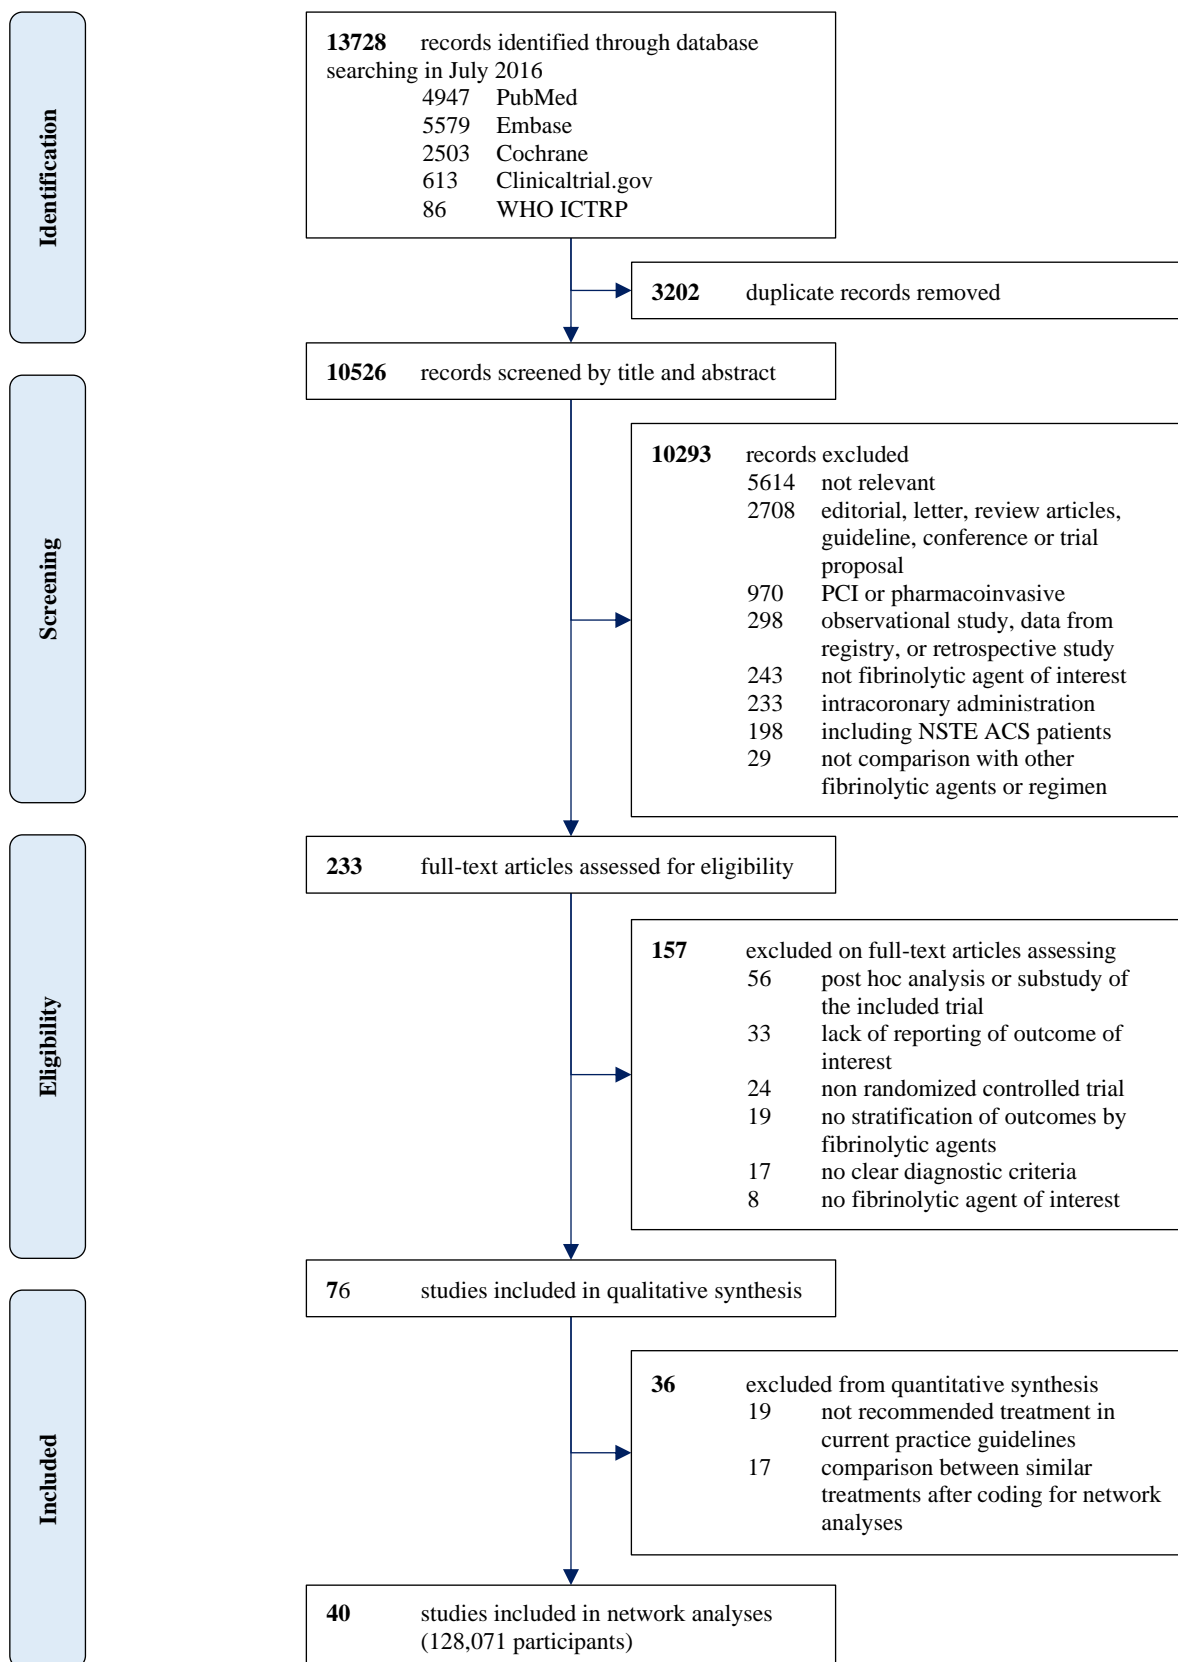 Identification
13728 records identified through database
searching in July 2016
4947 PubMed
5579 Embase
2503 Cochrane
613 Clinicaltrial.gov
86 WHO ICTRP
3202 duplicate records removed
Screening
10526 records screened by title and abstract
10293 records excluded
5614 not relevant
2708 editorial, letter, review articles,
guideline, conference or trial
proposal
970 PCI or pharmacoinvasive
298 observational study, data from
registry, or retrospective study
243 not fibrinolytic agent of interest
233 intracoronary administration
198 including NSTE ACS patients
29 not comparison with other
fibrinolytic agents or regimen
Eligibility
233 full-text articles assessed for eligibility
157 excluded on full-text articles assessing
56 post hoc analysis or substudy of
the included trial
33 lack of reporting of outcome of
interest
24 non randomized controlled trial
19 no stratification of outcomes by
fibrinolytic agents
17 no clear diagnostic criteria
8 no fibrinolytic agent of interest
76 studies included in qualitative synthesis
Included
36 excluded from quantitative synthesis
19 not recommended treatment in
current practice guidelines
17 comparison between similar
treatments after coding for network
analyses
40 studies included in network analyses
(128,071 participants)